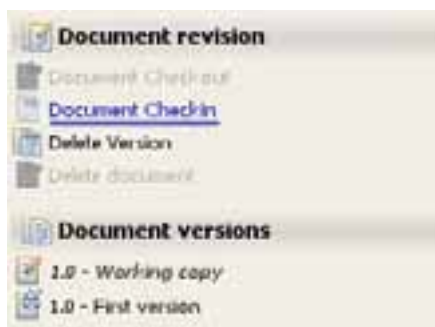 Document revision
Document Checkout
Document Checkin
Delete Version
Delete document
Document versions
1.0 - Working copy
1.0 - First version